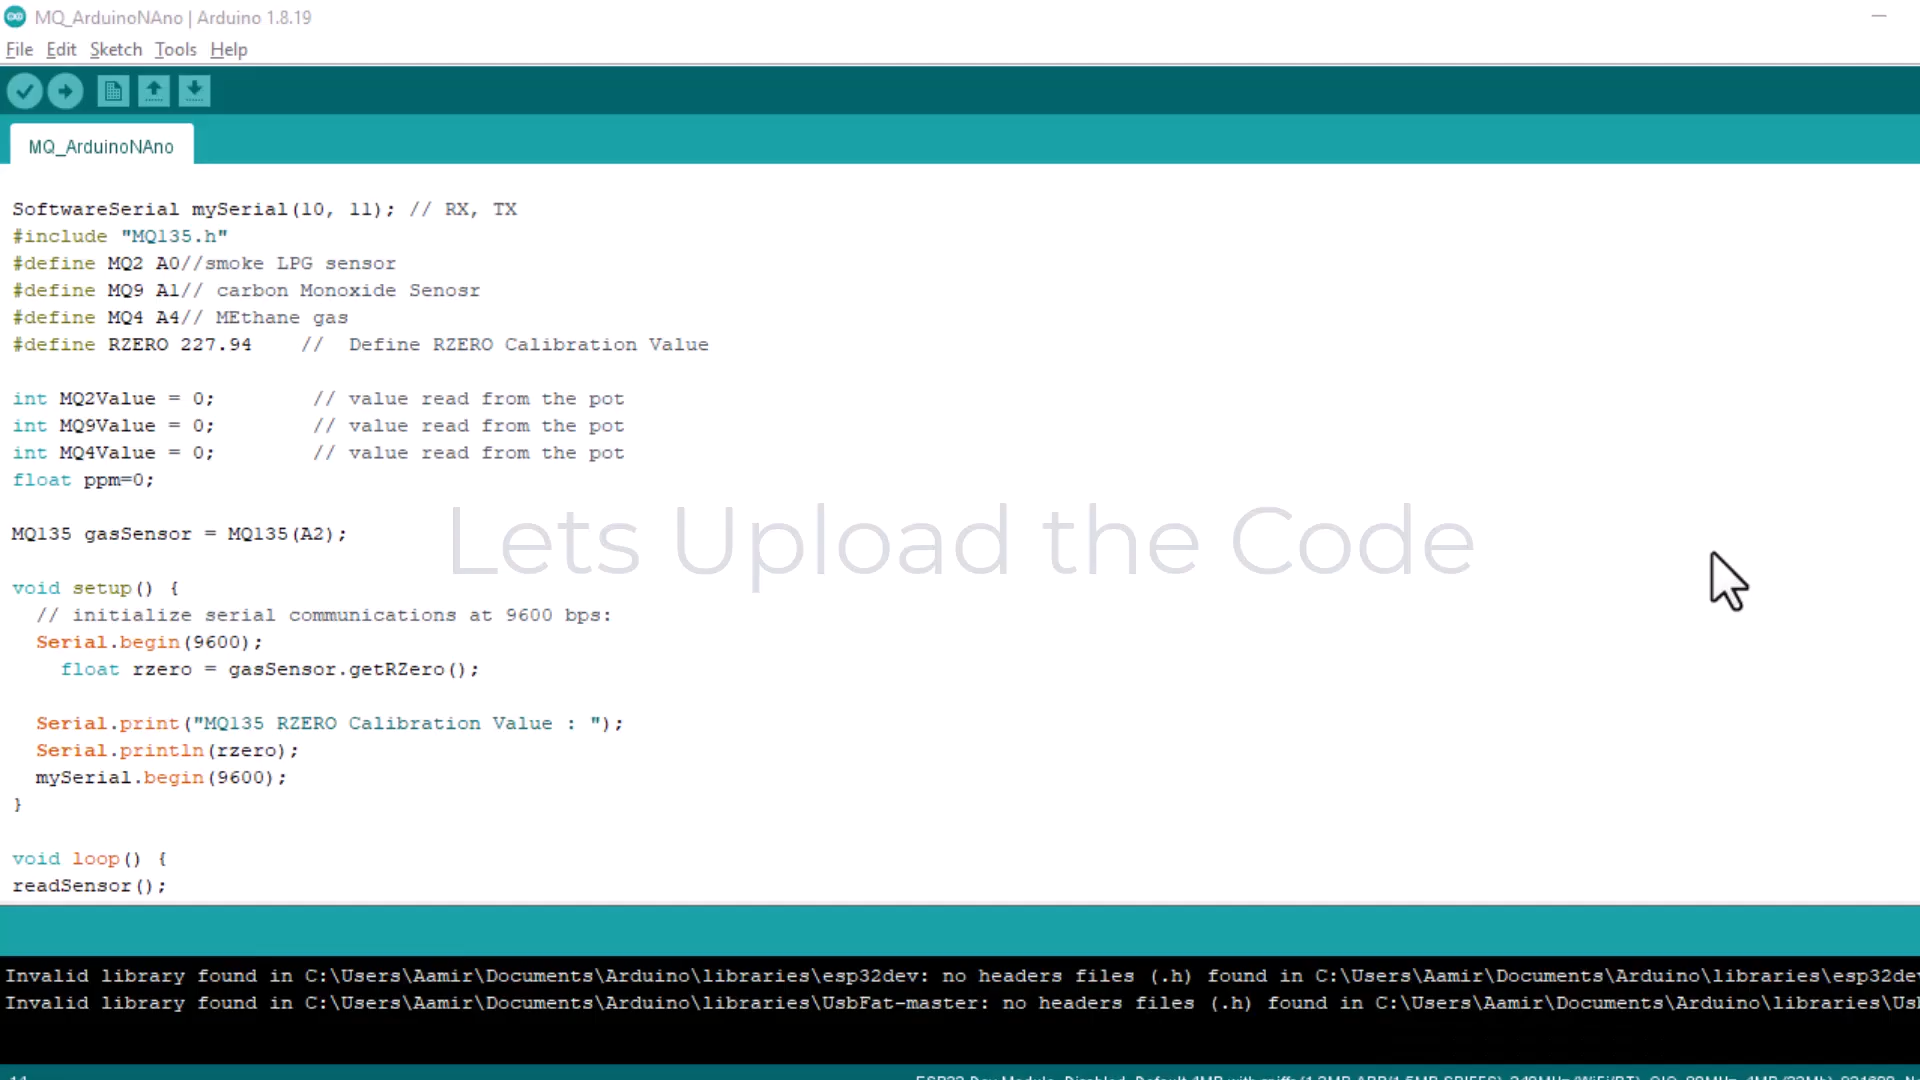 MQ_ArduinoNAno | Arduino 1.8.19
File Edit Sketch Tools Help
MQ_ArduinoNAno
SoftwareSerial mySerial(10, 11); // RX, TX
#include "MQ135.h"
#define MQ2 A0//smoke LPG sensor
#define MQ9 A1// carbon Monoxide Senosr
#define MQ4 A4// MEthane gas
#define RZERO 227.94    //  Define RZERO Calibration Value
int MQ2Value = 0;        // value read from the pot
int MQ9Value = 0;        // value read from the pot
int MQ4Value = 0;        // value read from the pot
float ppm=0;
MQ135 gasSensor = MQ135(A2);
Lets Upload the Code
void setup() {
// initialize serial communications at 9600 bps:
Serial.begin(9600);
float rzero = gasSensor.getRZero();
Serial.print("MQ135 RZERO Calibration Value : ");
Serial.println(rzero);
mySerial.begin(9600);
}
void loop() {
readSensor();
Invalid library found in C:\Users\Aamir\Documents\Arduino\libraries\esp32dev: no headers files (.h) found in C:\Users\Aamir\Documents\Arduino\libraries\esp32dev
Invalid library found in C:\Users\Aamir\Documents\Arduino\libraries\UsbFat-master: no headers files (.h) found in C:\Users\Aamir\Documents\Arduino\libraries\Usb